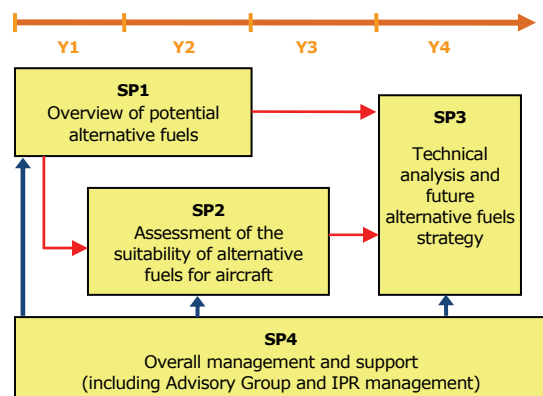 Y1 Y2 Y3 Y4
SP1
Overview of potential
alternative fuels
SP2
Assessment of the
suitability of alternative
fuels for aircraft
SP3
Technical
analysis and
future
alternative fuels
strategy
SP4
Overall management and support
(including Advisory Group and IPR management)